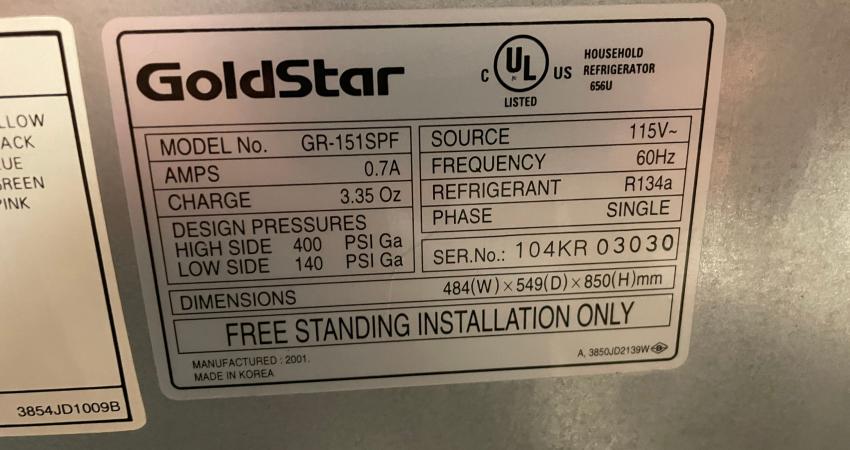 LLOW
ACK
UE
GREEN
PINK
3854JD1009B
GoldStar
C UL US
LISTED
HOUSEHOLD
REFRIGERATOR
656U
MODEL No. GR-151SPF
AMPS 0.7A
CHARGE 3.35 Oz
DESIGN PRESSURES
HIGH SIDE 400 PSI Ga
LOW SIDE 140 PSI Ga
SOURCE 115V~
FREQUENCY 60Hz
REFRIGERANT R134a
PHASE SINGLE
SER.No.: 104KR 03030
DIMENSIONS 484(W)×549(D)×850(H)mm
FREE STANDING INSTALLATION ONLY
MANUFACTURED : 2001.
MADE IN KOREA
A, 3850JD2139W